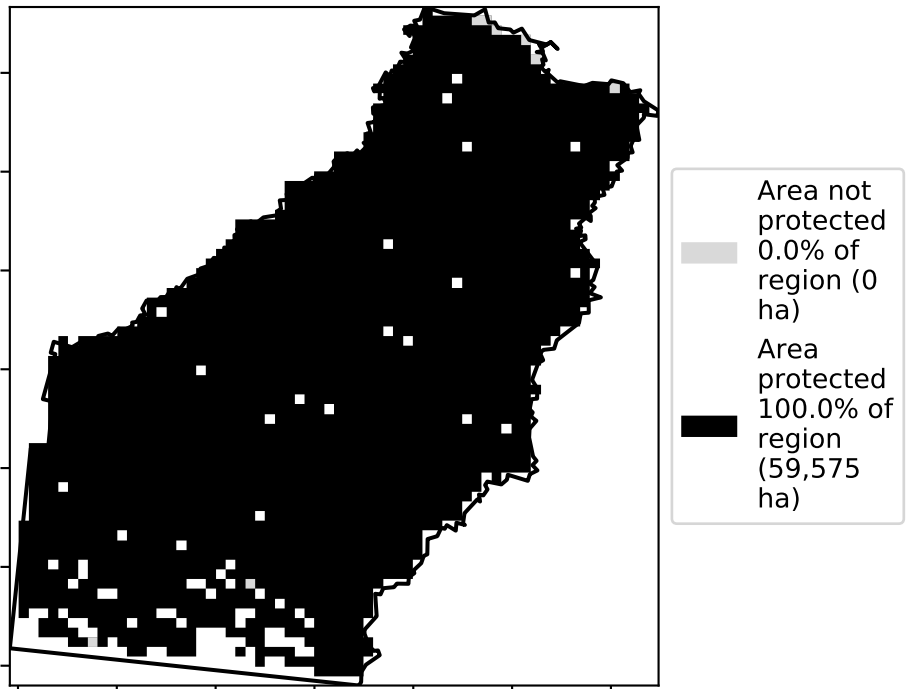 Area not
protected
0.0% of
region (0
ha)
Area
protected
100.0% of
region
(59,575
ha)